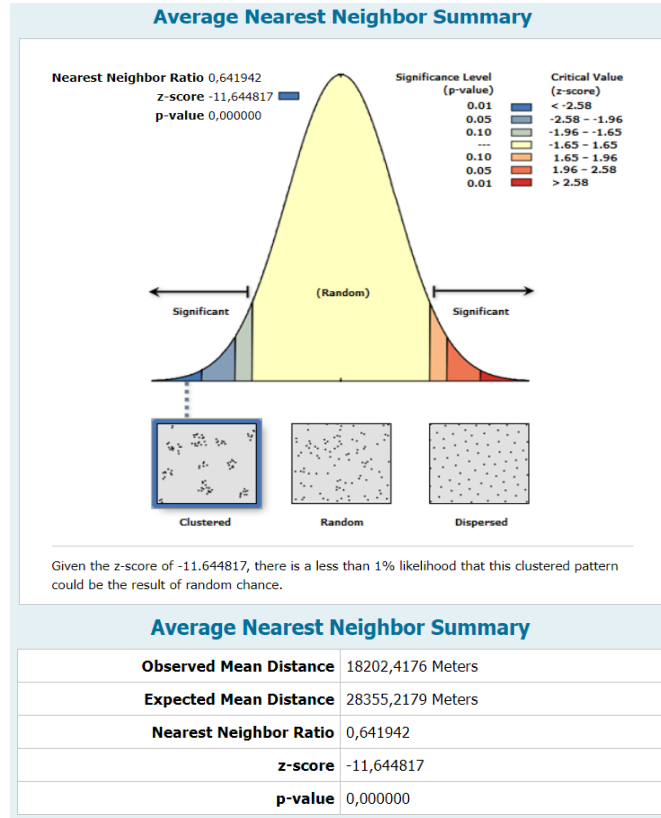 Average Nearest Neighbor Summary
Nearest Neighbor Ratio 0,641942
z-score -11,644817
p-value 0,000000
Significance Level
(p-value)
Critical Value
(z-score)
0.01 < -2.58
0.05 -2.58 - -1.96
0.10 -1.96 - -1.65
--- -1.65 - 1.65
0.10 1.65 - 1.96
0.05 1.96 - 2.58
0.01 > 2.58
(Random)
Significant
Significant
Clustered
Random
Dispersed
Given the z-score of -11.644817, there is a less than 1% likelihood that this clustered pattern
could be the result of random chance.
Average Nearest Neighbor Summary
Observed Mean Distance 18202,4176 Meters
Expected Mean Distance 28355,2179 Meters
Nearest Neighbor Ratio 0,641942
z-score -11,644817
p-value 0,000000